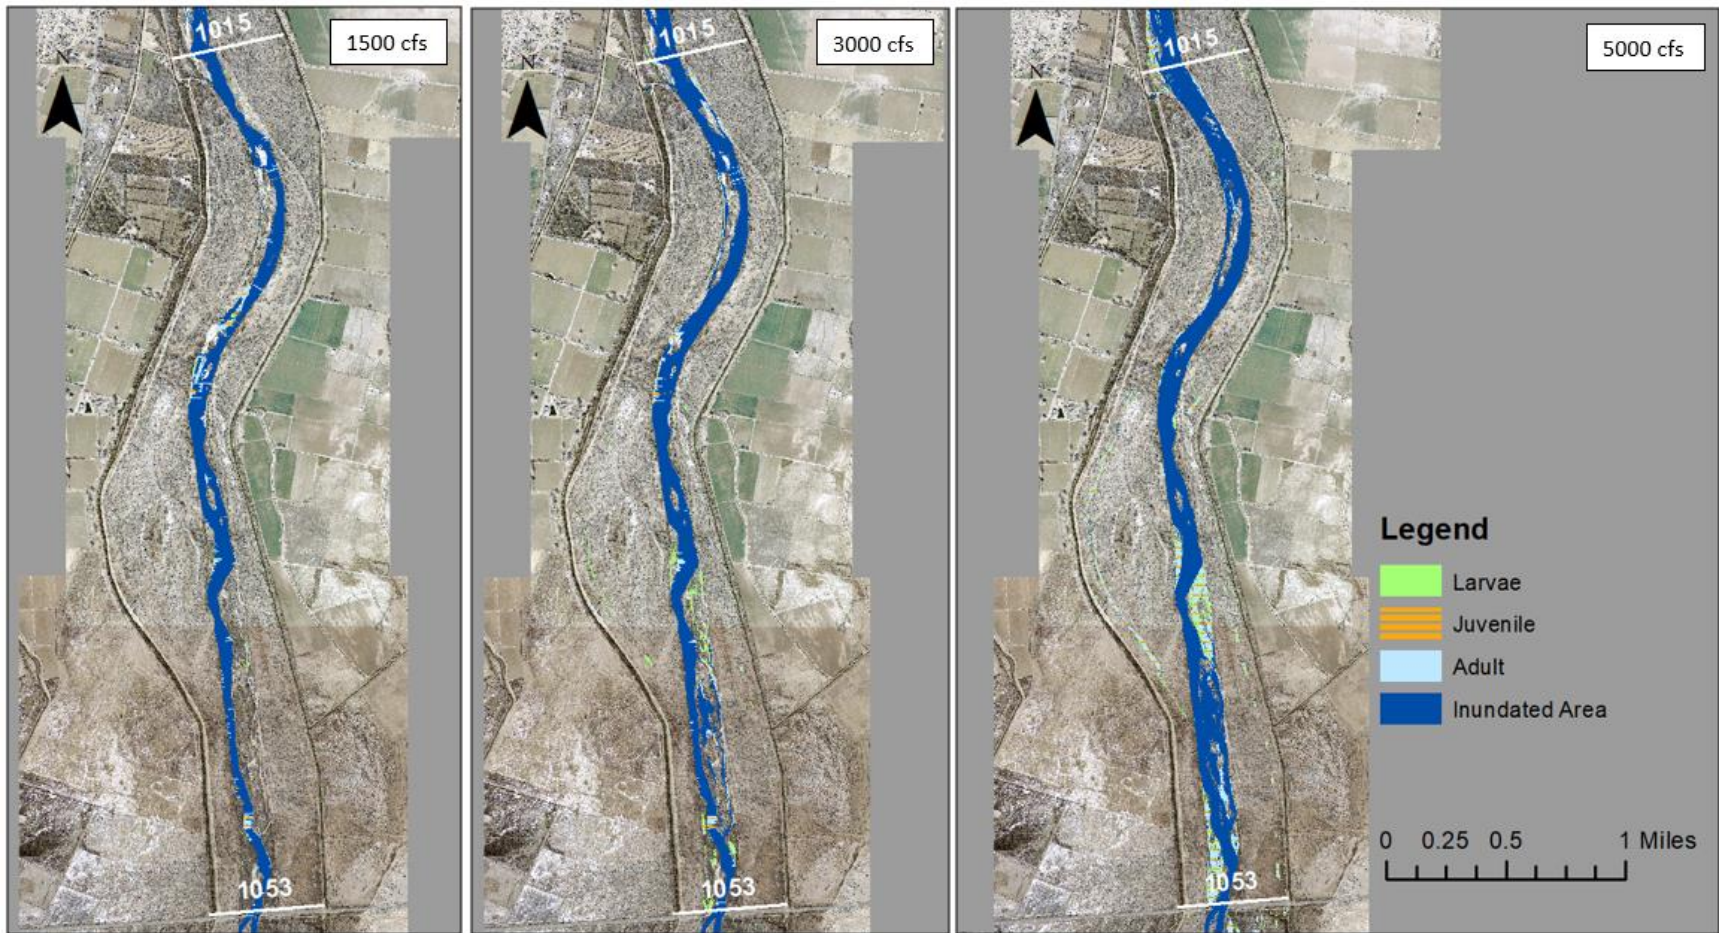 1015
1500 cfs
N
1053
1015
3000 cfs
N
1053
1015
5000 cfs
N
1053
Legend
Larvae
Juvenile
Adult
Inundated Area
0 0.25 0.5 1 Miles